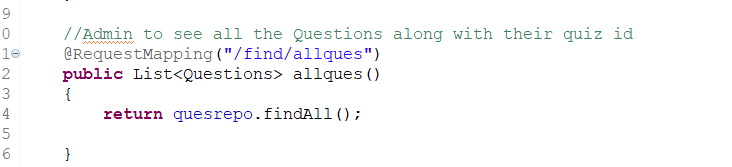 9
0 //Admin to see all the Questions along with their quiz id
1 @RequestMapping("/find/allques")
2 public List<Questions> allques()
3 {
4 return quesrepo.findAll();
5
6 }